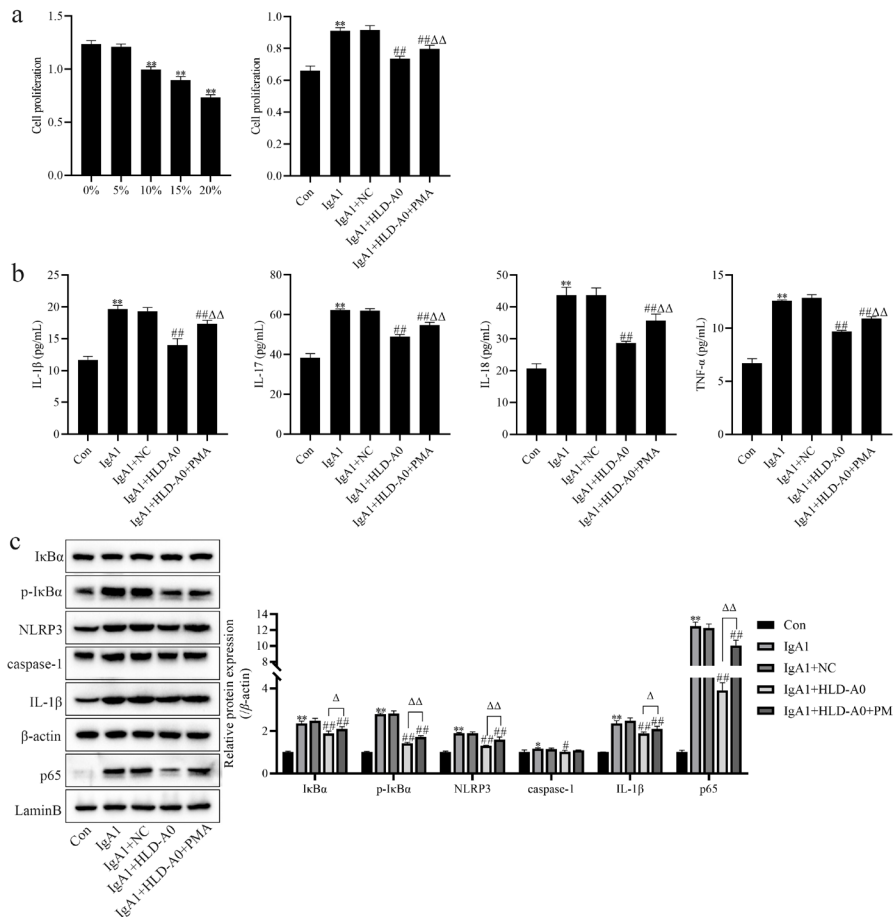 a
Cell proliferation
1.5
1.0
0.5
0.0
** ** **
0% 5% 10% 15% 20%
Cell proliferation
1.0
0.8
0.6
0.4
0.2
0.0
** ## ##ΔΔ
Con IgA1 IgA1+NC IgA1+HLD-A0 IgA1+HLD-A0+PMA
b
IL-1β (pg/mL)
25
20
15
10
5
0
** ## ##ΔΔ
Con IgA1 IgA1+NC IgA1+HLD-A0 IgA1+HLD-A0+PMA
IL-17 (pg/mL)
80
60
40
20
0
** ## ##ΔΔ
Con IgA1 IgA1+NC IgA1+HLD-A0 IgA1+HLD-A0+PMA
IL-18 (pg/mL)
50
40
30
20
10
0
** ## ##ΔΔ
Con IgA1 IgA1+NC IgA1+HLD-A0 IgA1+HLD-A0+PMA
TNF-α (pg/mL)
15
10
5
0
** ## ##ΔΔ
Con IgA1 IgA1+NC IgA1+HLD-A0 IgA1+HLD-A0+PMA
c
IκBα
p-IκBα
NLRP3
caspase-1
IL-1β
β-actin
p65
LaminB
Con IgA1 IgA1+NC IgA1+HLD-A0 IgA1+HLD-A0+PMA
Relative protein expression
(/β-actin)
14
12
10
8
6
4
2
0
** ## ## Δ
** ## ## ΔΔ
** ## ## ΔΔ
* #
** ## ## Δ
** ## ## ΔΔ
IκBα p-IκBα NLRP3 caspase-1 IL-1β p65
Con
IgA1
IgA1+NC
IgA1+HLD-A0
IgA1+HLD-A0+PM